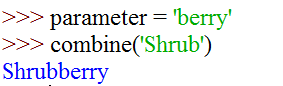 >>> parameter = 'berry'
>>> combine('Shrub')
Shrubberry